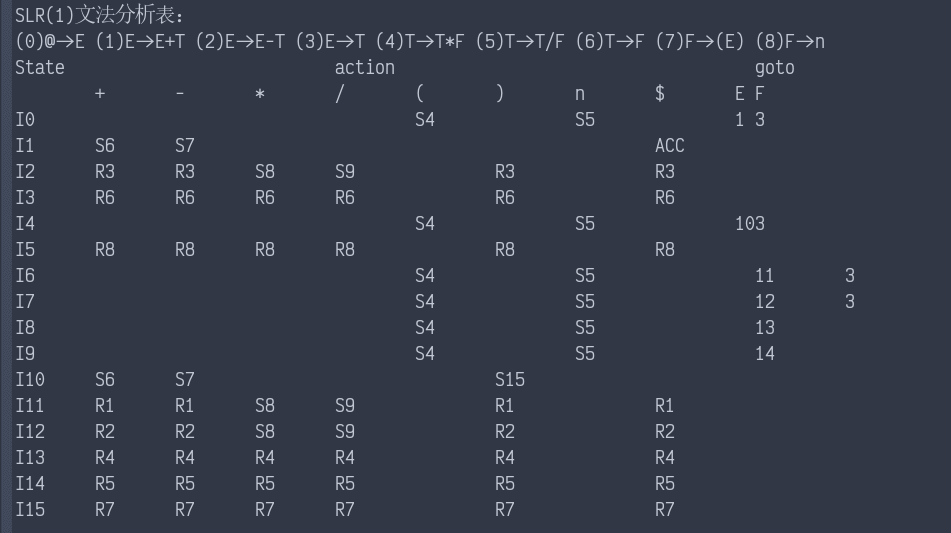 SLR(1)文法分析表:
(0)@→E (1)E→E+T (2)E→E-T (3)E→T (4)T→T*F (5)T→T/F (6)T→F (7)F→(E) (8)F→n
State action goto
+ - * / ( ) n $ E F
I0 S4 S5 1 3
I1 S6 S7 ACC
I2 R3 R3 S8 S9 R3 R3
I3 R6 R6 R6 R6 R6 R6
I4 S4 S5 103
I5 R8 R8 R8 R8 R8 R8
I6 S4 S5 11 3
I7 S4 S5 12 3
I8 S4 S5 13
I9 S4 S5 14
I10 S6 S7 S15
I11 R1 R1 S8 S9 R1 R1
I12 R2 R2 S8 S9 R2 R2
I13 R4 R4 R4 R4 R4 R4
I14 R5 R5 R5 R5 R5 R5
I15 R7 R7 R7 R7 R7 R7